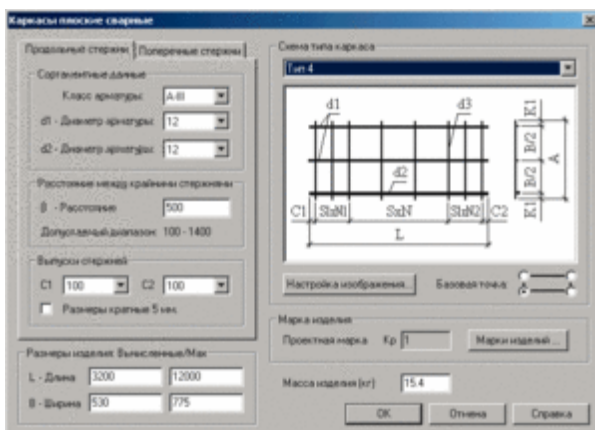 Каркасы плоские сварные
Продольные стержни
Поперечные стержни
Сортаментные данные
Класс арматуры: A-III
d1 - Диаметр арматуры: 12
d2 - Диаметр арматуры: 12
Расстояние между крайними стержнями
B - Расстояние 500
Допускаемый диапазон: 100 - 1400
Выпуски стержней
C1 100 C2 100
Размеры кратные 5 мм.
Размеры изделия: Вычисленные/Max
L - Длина 3200 12000
B - Ширина 530 775
Схема типа каркаса
Тип 4
d1 d3
d2
C1 S1xN1 SxN S1xN2 C2
L
K1 B/2 B/2 K1 A
Настройка изображения...
Базовая точка:
Марка изделия
Проектная марка Кр 1
Марки изделий ...
Масса изделия (кг) 15.4
OK
Отмена
Справка